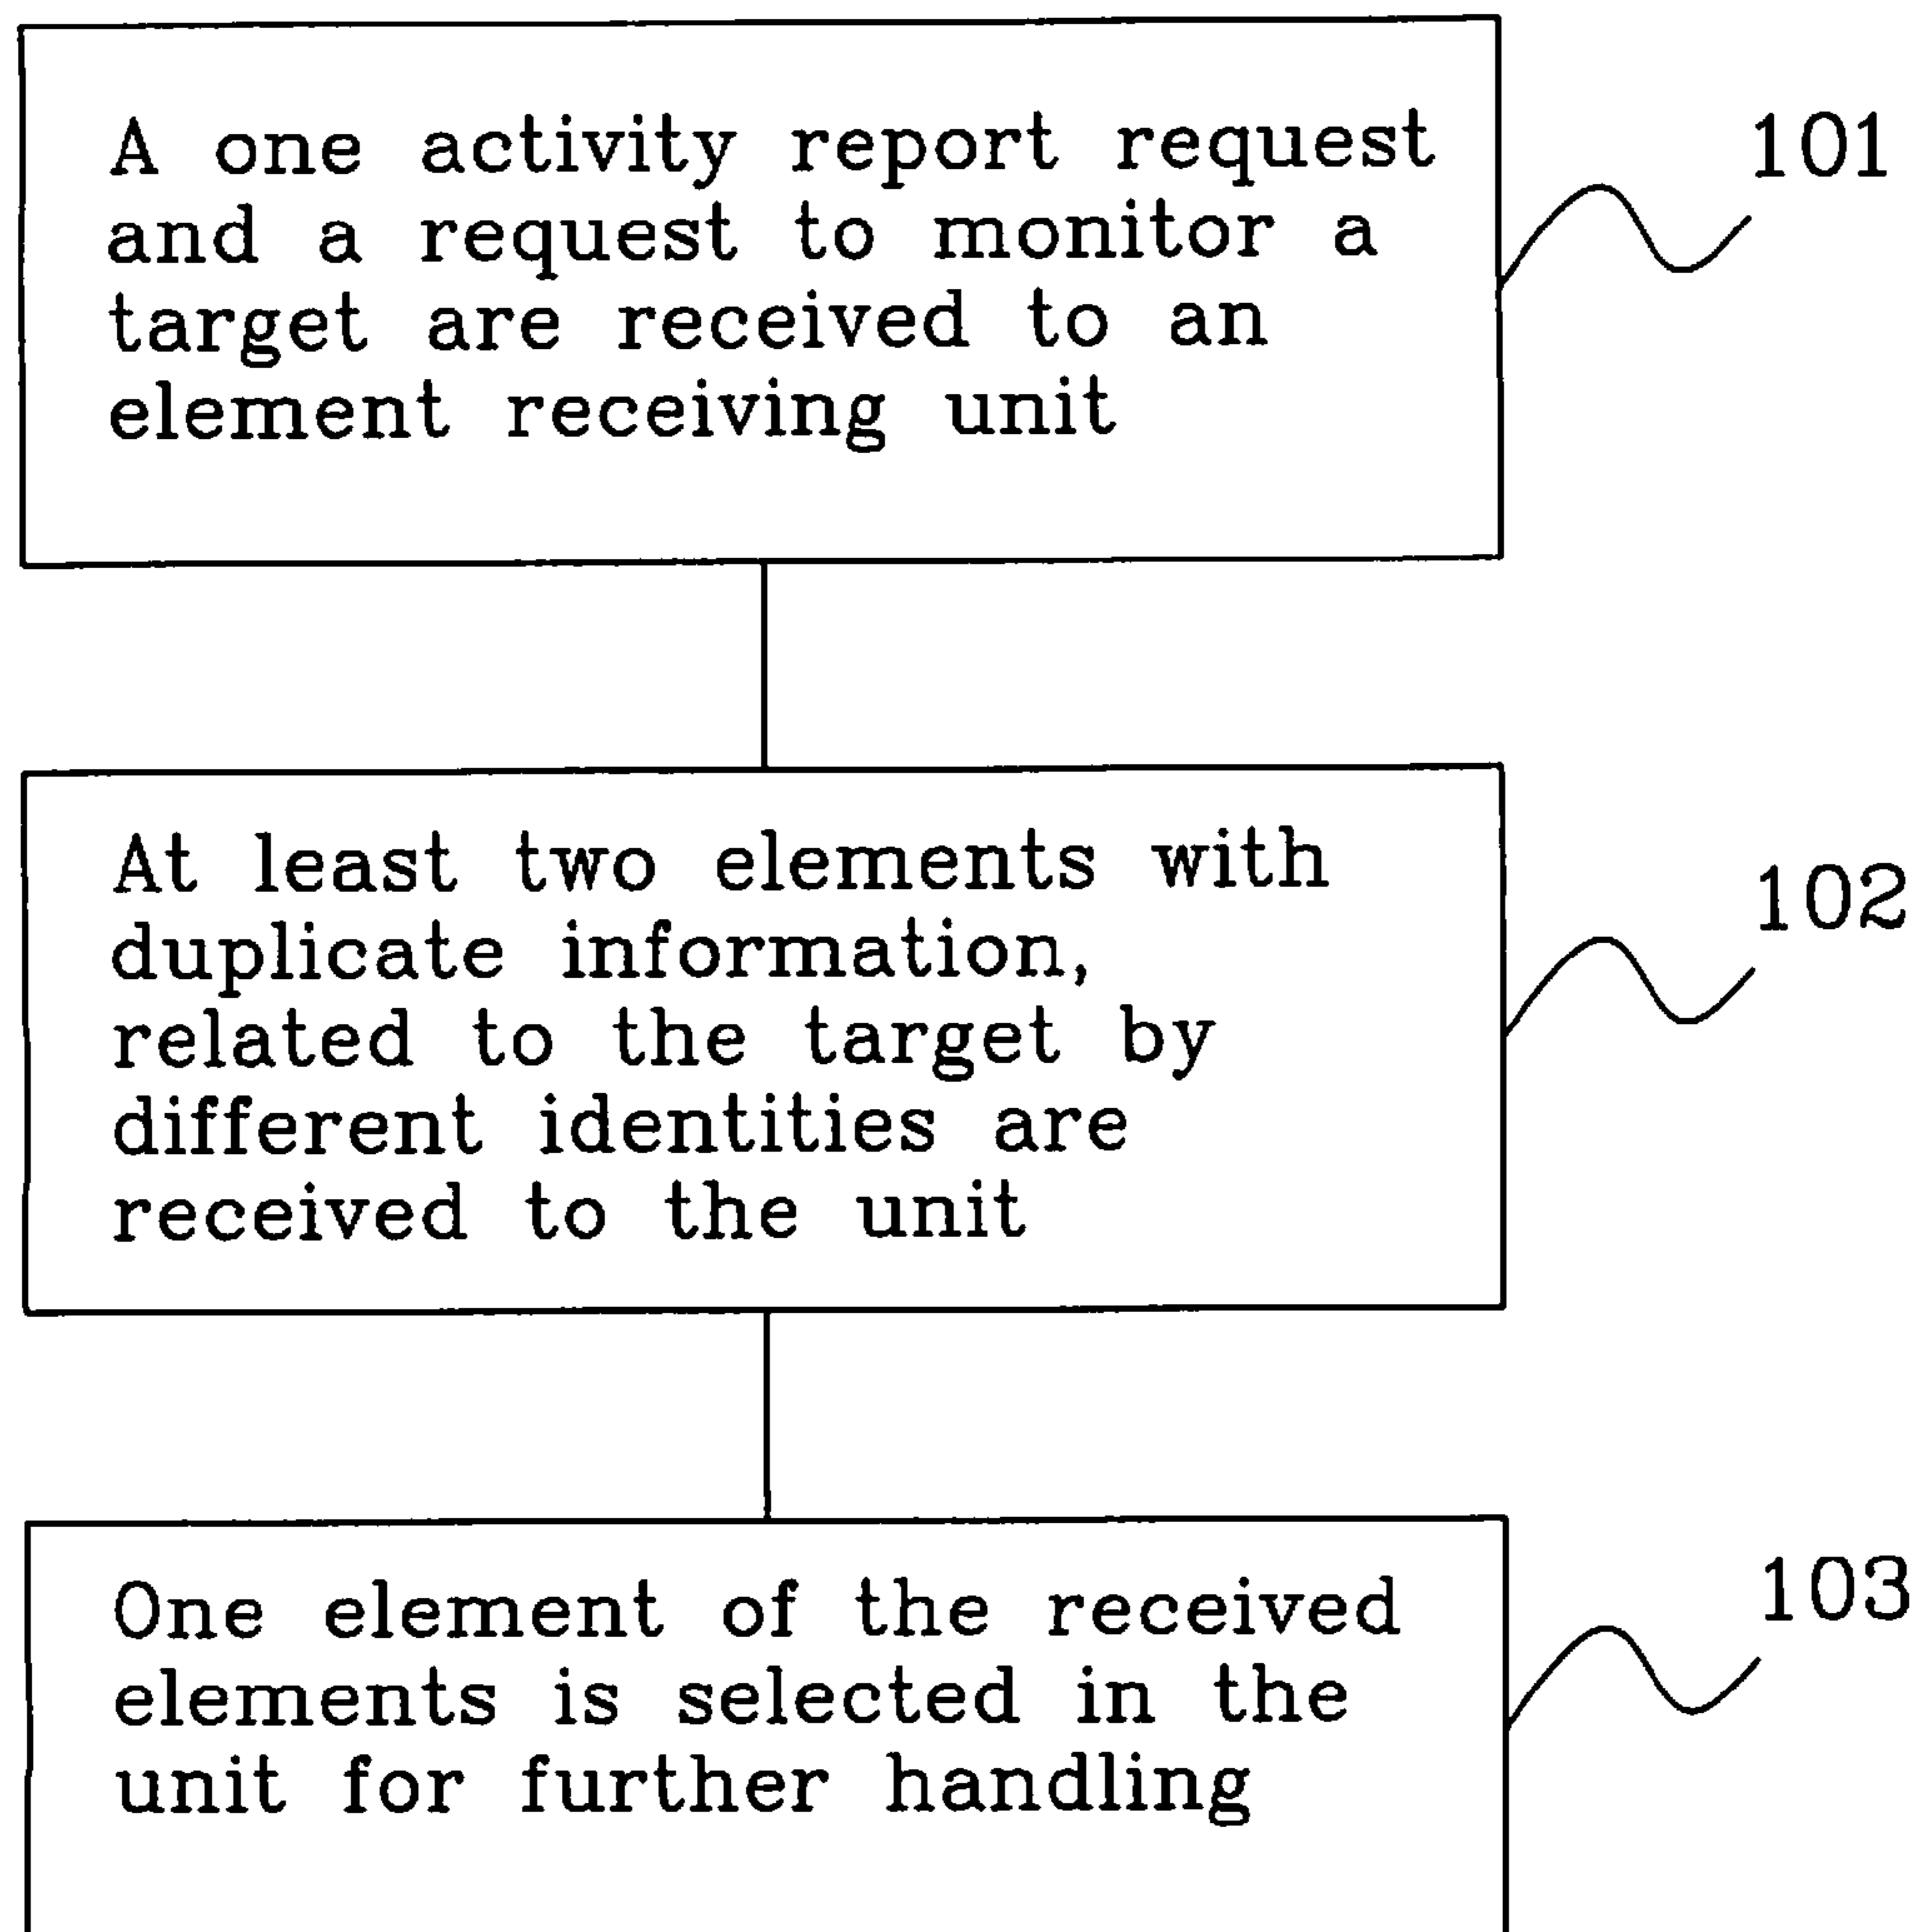 A one activity report request
and a request to monitor a
target are received to an
element receiving unit
101
At least two elements with
duplicate information,
related to the target by
different identities are
received to the unit
102
One element of the received
elements is selected in the
unit for further handling
103